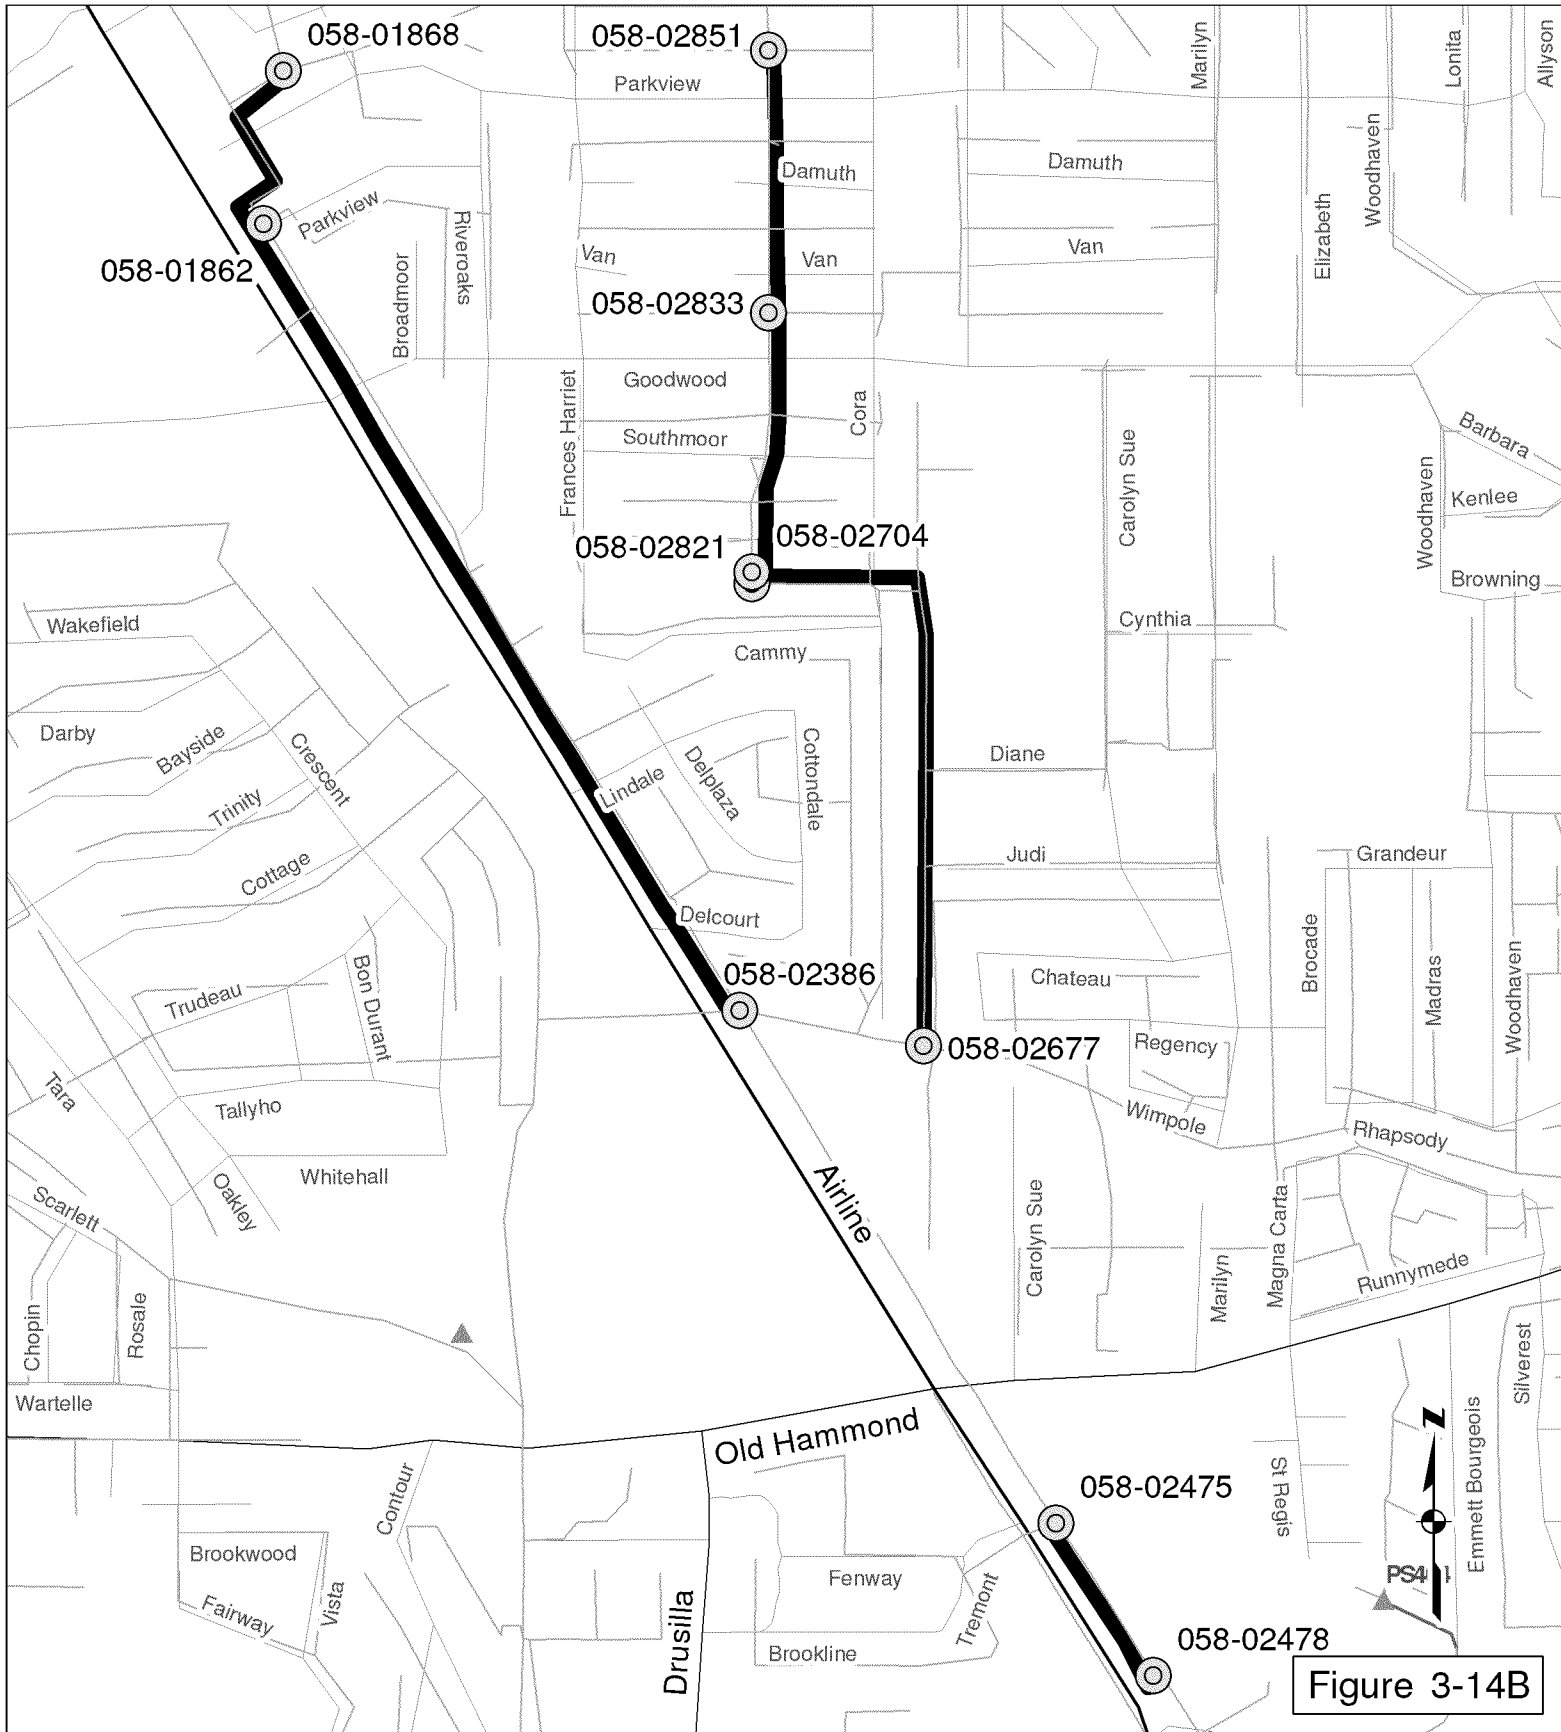 058-01868
058-02851
Parkview
Marilyn
Lonita
Allyson
Damuth
Damuth
Woodhaven
Parkview
Riveroaks
Van
Van
Van
Elizabeth
058-01862
Broadmoor
058-02833
Goodwood
Frances Harriet
Cora
Southmoor
Carolyn Sue
Barbara
Woodhaven
Kenlee
058-02821
058-02704
Browning
Wakefield
Cynthia
Cammy
Darby
Bayside
Crescent
Delplaza
Cottondale
Diane
Trinity
Lindale
Judi
Grandeur
Cottage
Delcourt
Brocade
Madras
Woodhaven
Trudeau
Bon Durant
058-02386
Chateau
058-02677
Regency
Tara
Tallyho
Wimpole
Rhapsody
Whitehall
Oakley
Scarlett
Airline
Carolyn Sue
Marilyn
Magna Carta
Runnymede
Chopin
Rosale
Silverest
Wartelle
Old Hammond
Z
Emmett Bourgeois
St Regis
Contour
058-02475
Brookwood
Vista
Fairway
Fenway
Tremont
Drusilla
Brookline
058-02478
Figure 3-14B